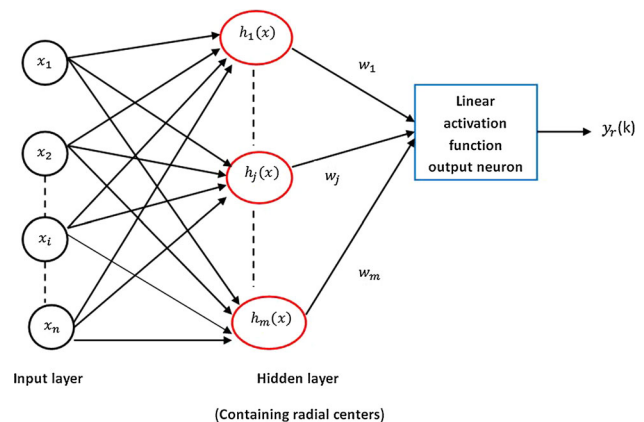 h₁(x)
x₁
w₁
Linear
activation
function
output neuron
yᵣ(k)
x₂
hⱼ(x)
wⱼ
xᵢ
wₘ
xₙ
hₘ(x)
Input layer
Hidden layer
(Containing radial centers)